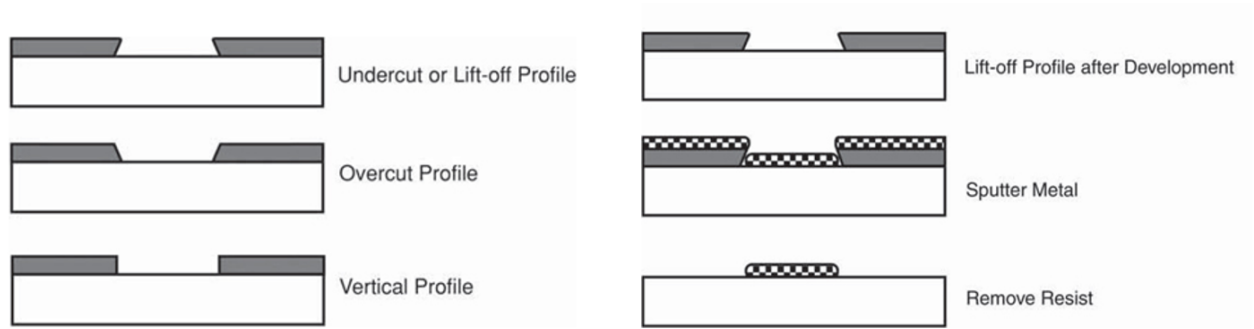 Undercut or Lift-off Profile
Overcut Profile
Vertical Profile
Lift-off Profile after Development
Sputter Metal
Remove Resist